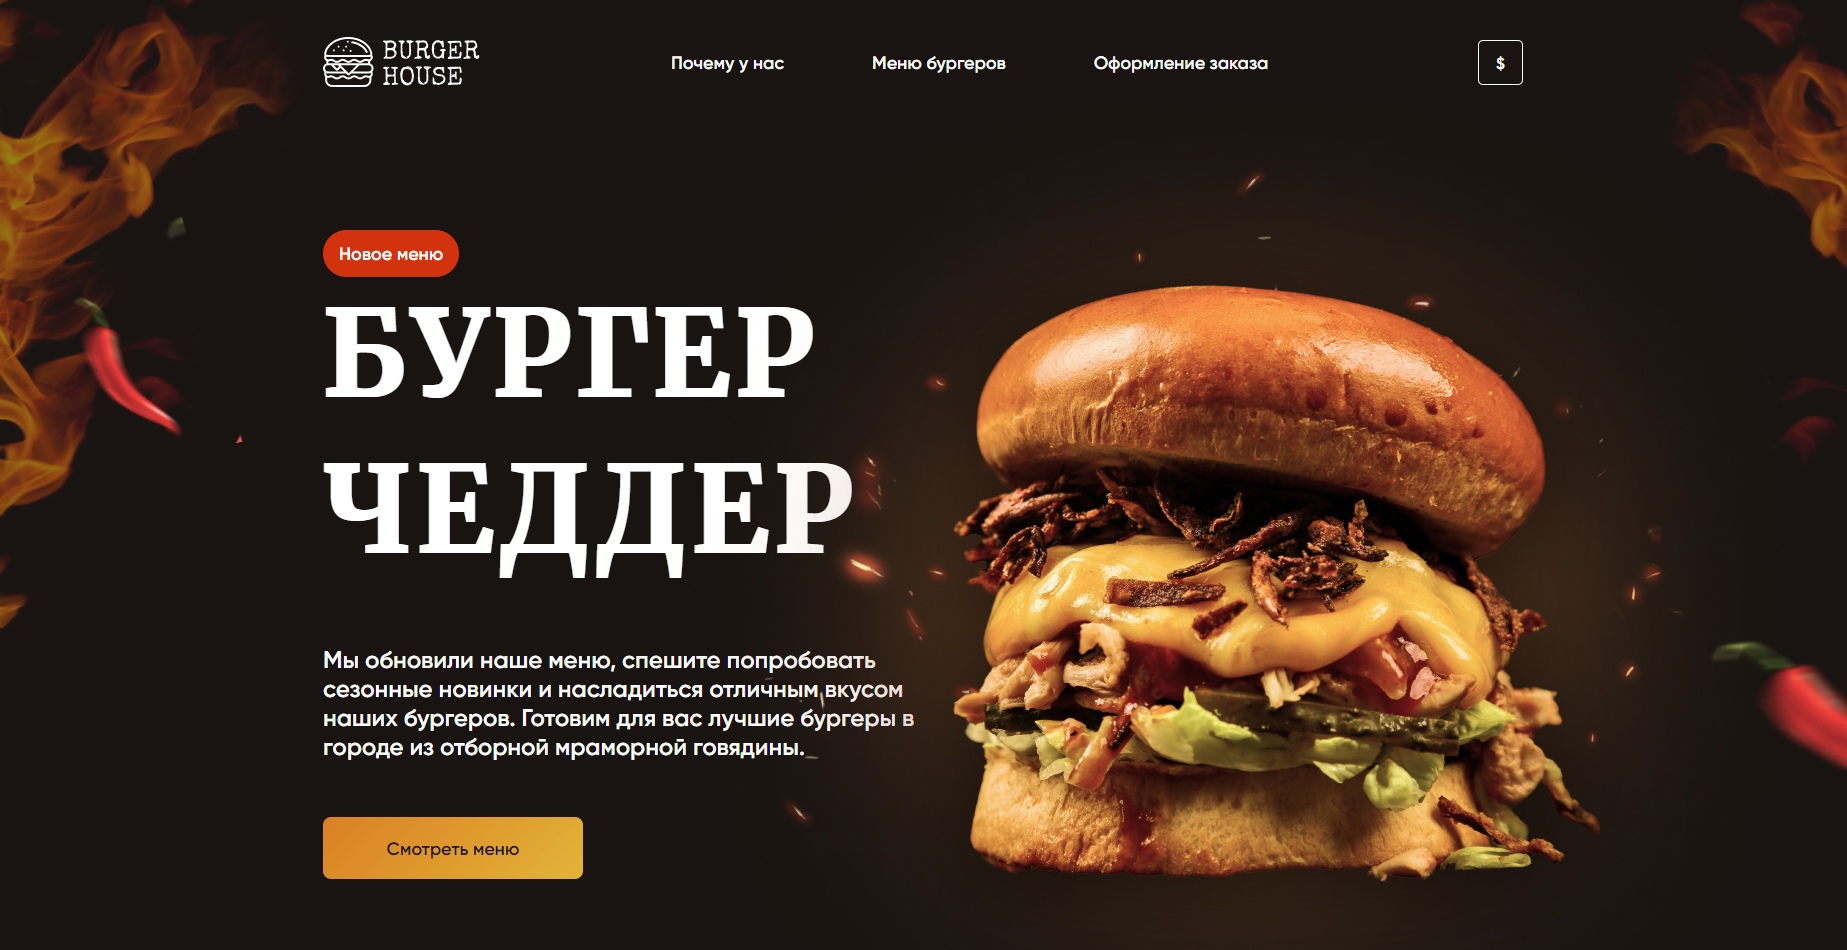 BURGER
HOUSE
Почему у нас
Меню бургеров
Оформление заказа
$
Новое меню
БУРГЕР
ЧЕДДЕР
Мы обновили наше меню, спешите попробовать
сезонные новинки и насладиться отличным вкусом
наших бургеров. Готовим для вас лучшие бургеры в
городе из отборной мраморной говядины.
Смотреть меню